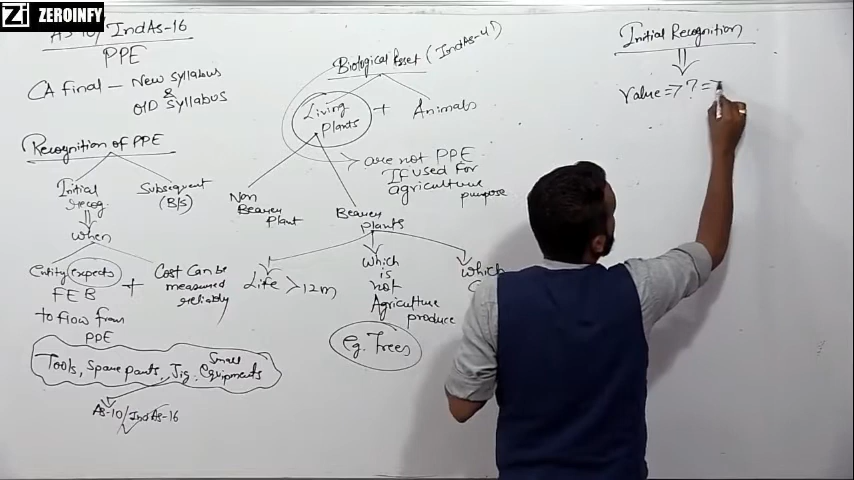 ZEROINFY
AS-10/IndAs-16
PPE
CA Final - New Syllabus
&
OlD Syllabus
Recognition of PPE
Initial
recog
Subsequent
(B/S)
When
Entity expects
FEB
to flow from
PPE
+
Cost Can be
measured
reliably
Tools, Spare parts, Jig, Small
equipments
As-10/IndAs-16
Biological Asset (IndAs-41)
Living
plants
+
Animals
are not PPE
IF used For
agriculture
purpose
Non
Bearer
Plant
Bearer
plants
Life > 12m
which
is
not
Agriculture
produce
which
eg. Trees
Initial Recognition
Value => ? =>